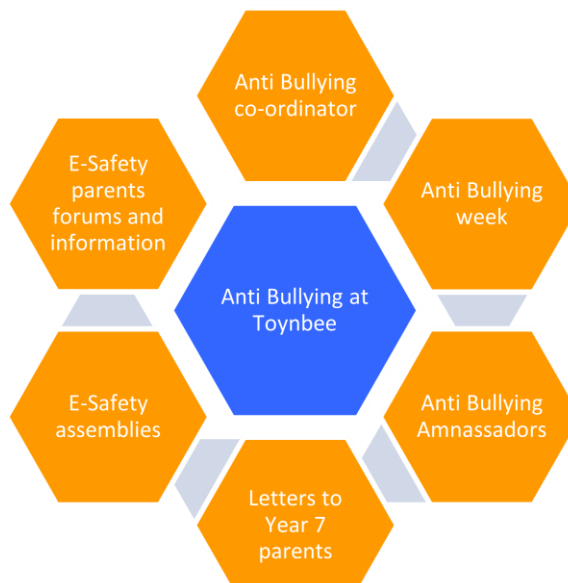 Anti Bullying
co-ordinator
Anti Bullying
week
Anti Bullying
Amnassadors
Letters to
Year 7
parents
E-Safety
assemblies
E-Safety
parents
forums and
information
Anti Bullying at
Toynbee